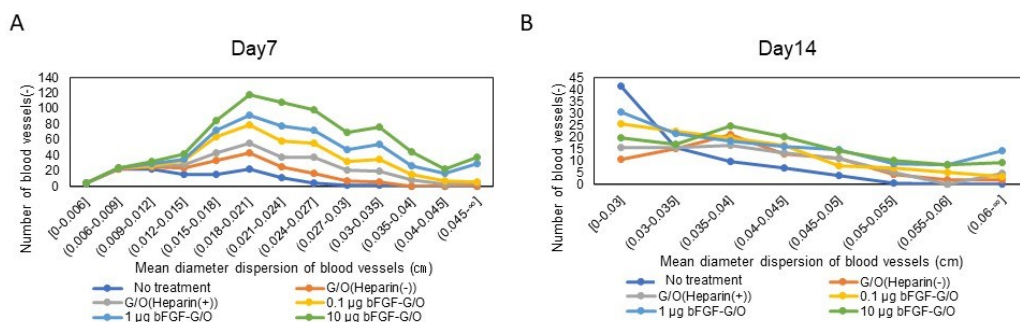 A
Day7
Number of blood vessels(-)
140
120
100
80
60
40
20
0
[0-0.006]
(0.006-0.009]
(0.009-0.012]
(0.012-0.015]
(0.015-0.018]
(0.018-0.021]
(0.021-0.024]
(0.024-0.027]
(0.027-0.03]
(0.03-0.035]
(0.035-0.04]
(0.04-0.045]
(0.045-∞]
Mean diameter dispersion of blood vessels (cm)
No treatment
G/O(Heparin(-))
G/O(Heparin(+))
0.1 µg bFGF-G/O
1 µg bFGF-G/O
10 µg bFGF-G/O
B
Day14
Number of blood vessels(-)
45
40
35
30
25
20
15
10
5
0
[0-0.03]
(0.03-0.035]
(0.035-0.04]
(0.04-0.045]
(0.045-0.05]
(0.05-0.055]
(0.055-0.06]
(0.06-∞]
Mean diameter dispersion of blood vessels (cm)
No treatment
G/O(Heparin(-))
G/O(Heparin(+))
0.1 µg bFGF-G/O
1 µg bFGF-G/O
10 µg bFGF-G/O